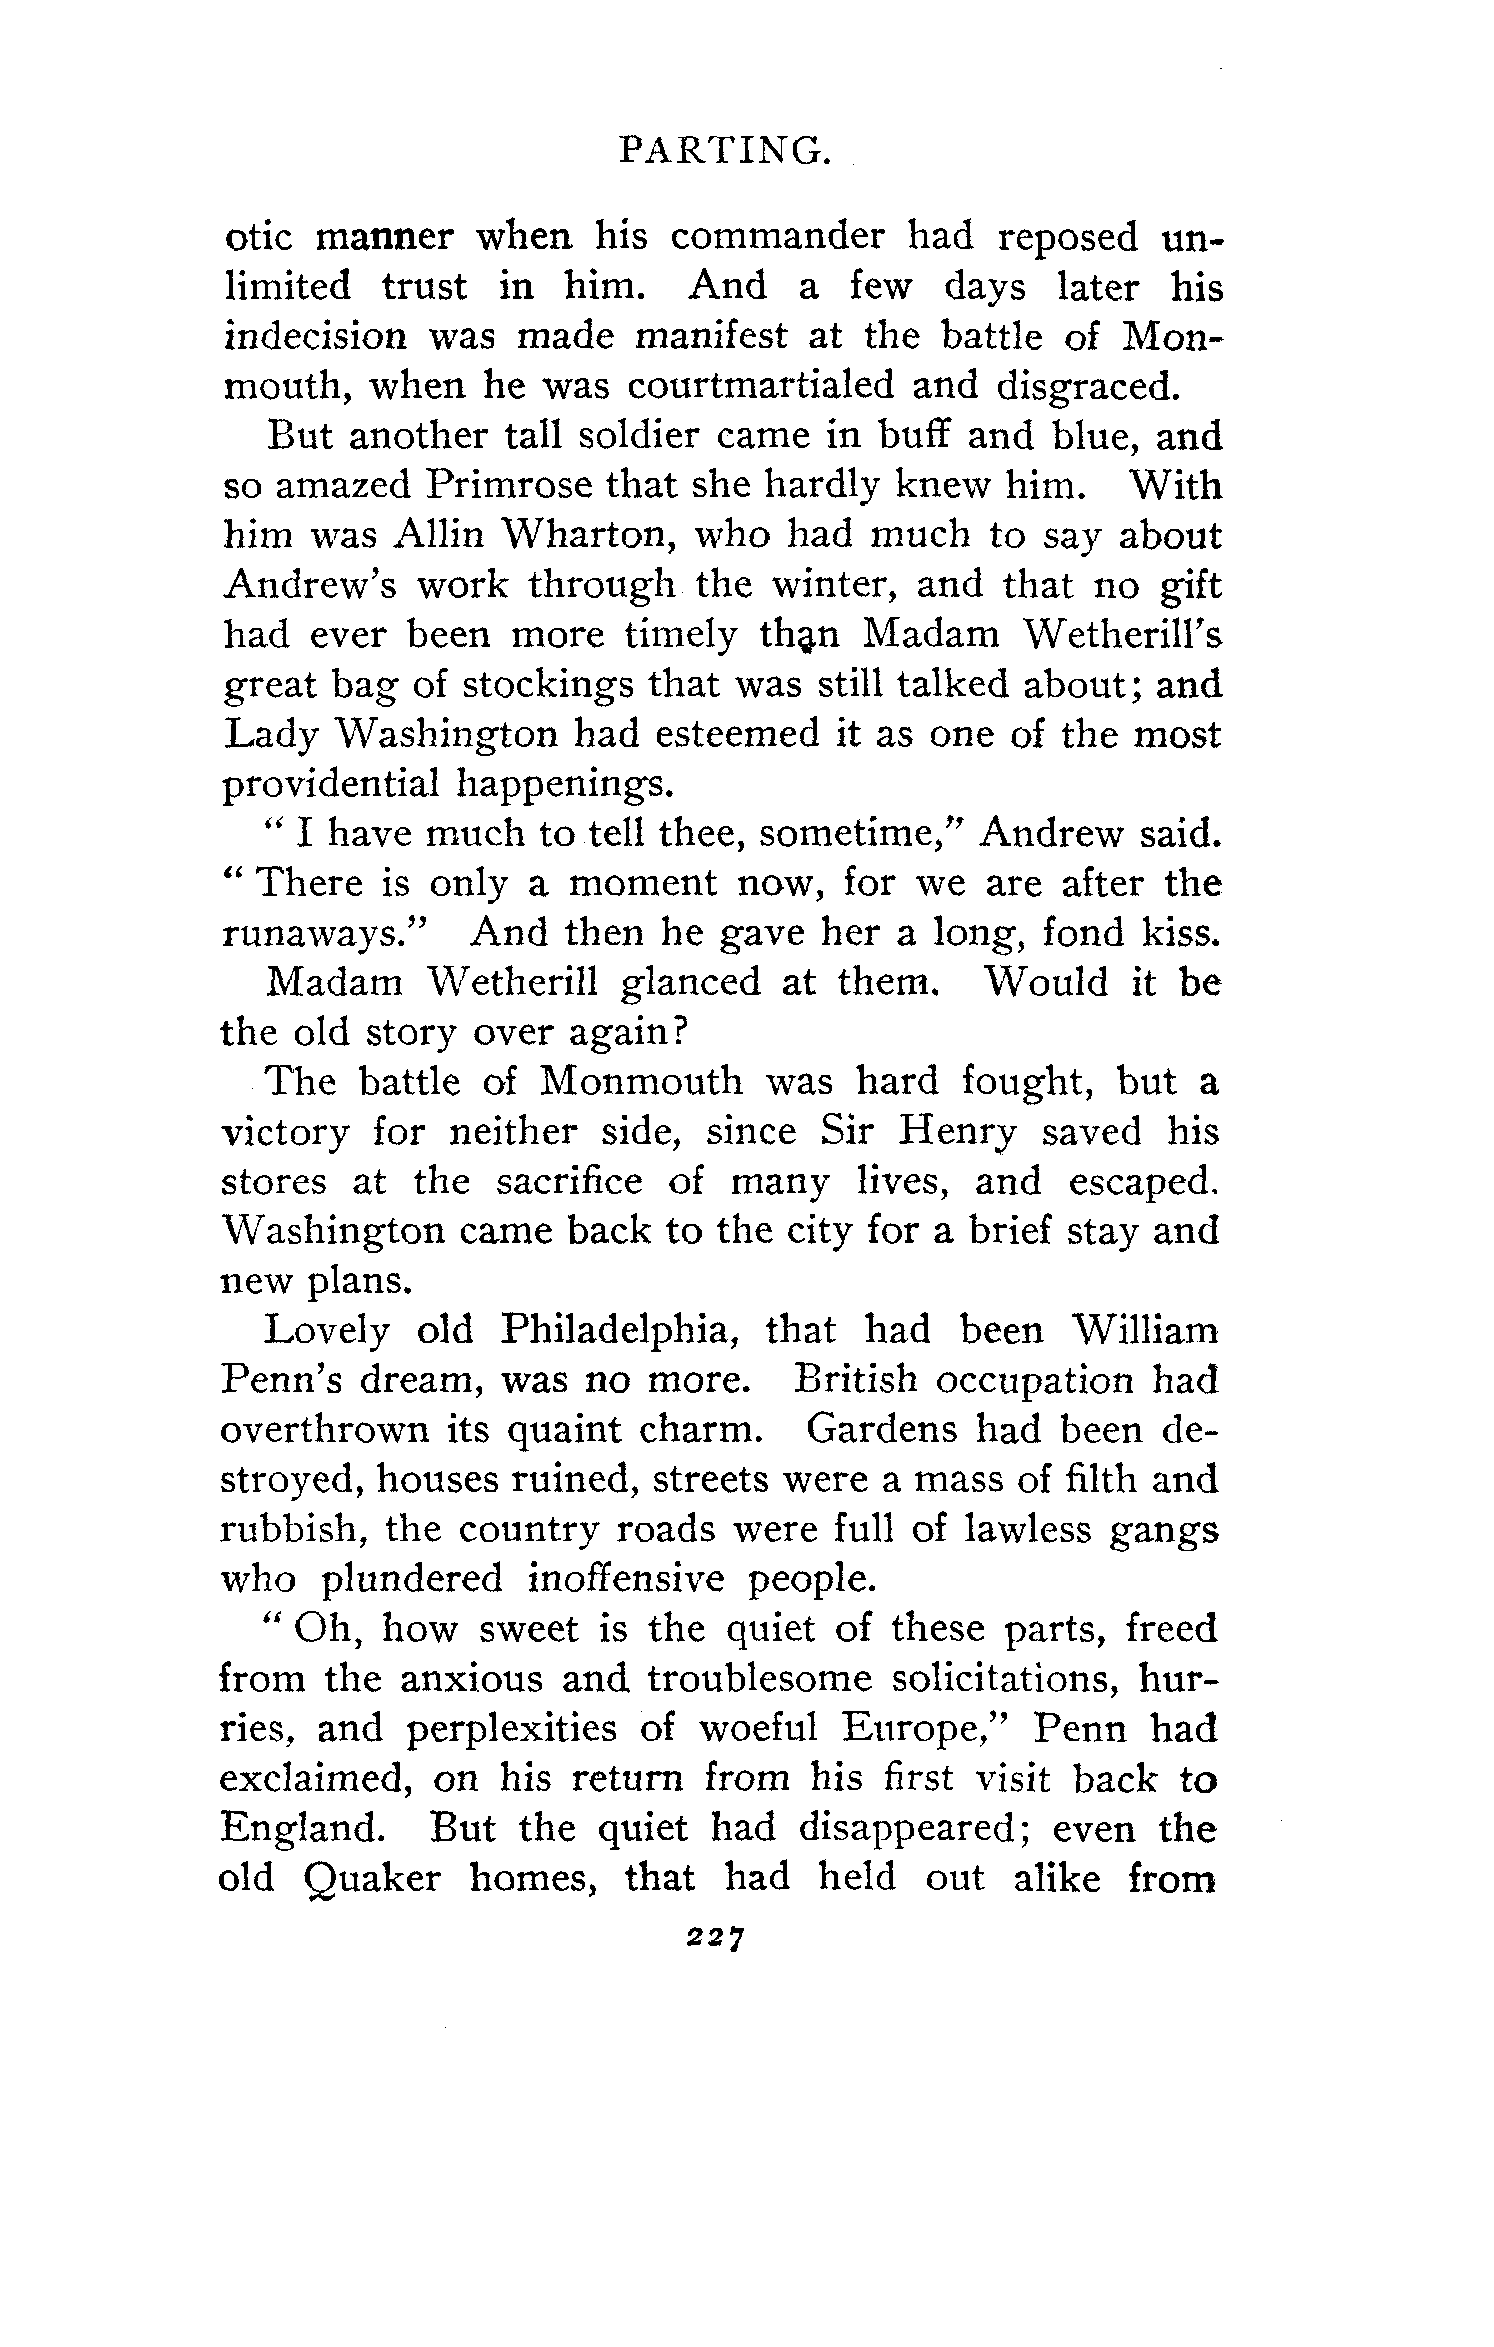 PARTING.
otic manner when his commander had reposed un-
limited trust in him. And a few days later his
indecision was made manifest at the battle of Mon-
mouth, when he was courtmartialed and disgraced.
But another tall soldier came in buff and blue, and
so amazed Primrose that she hardly knew him. With
him was Allin Wharton, who had much to say about
Andrew's work through the winter, and that no gift
had ever been more timely than Madam Wetherill's
great bag of stockings that was still talked about; and
Lady Washington had esteemed it as one of the most
providential happenings.
" I have much to tell thee, sometime," Andrew said.
" There is only a moment now, for we are after the
runaways." And then he gave her a long, fond kiss.
Madam Wetherill glanced at them. Would it be
the old story over again?
The battle of Monmouth was hard fought, but a
victory for neither side, since Sir Henry saved his
stores at the sacrifice of many lives, and escaped.
Washington came back to the city for a brief stay and
new plans.
Lovely old Philadelphia, that had been William
Penn's dream, was no more. British occupation had
overthrown its quaint charm. Gardens had been de-
stroyed, houses ruined, streets were a mass of filth and
rubbish, the country roads were full of lawless gangs
who plundered inoffensive people.
" Oh, how sweet is the quiet of these parts, freed
from the anxious and troublesome solicitations, hur-
ries, and perplexities of woeful Europe," Penn had
exclaimed, on his return from his first visit back to
England. But the quiet had disappeared; even the
old Quaker homes, that had held out alike from
227